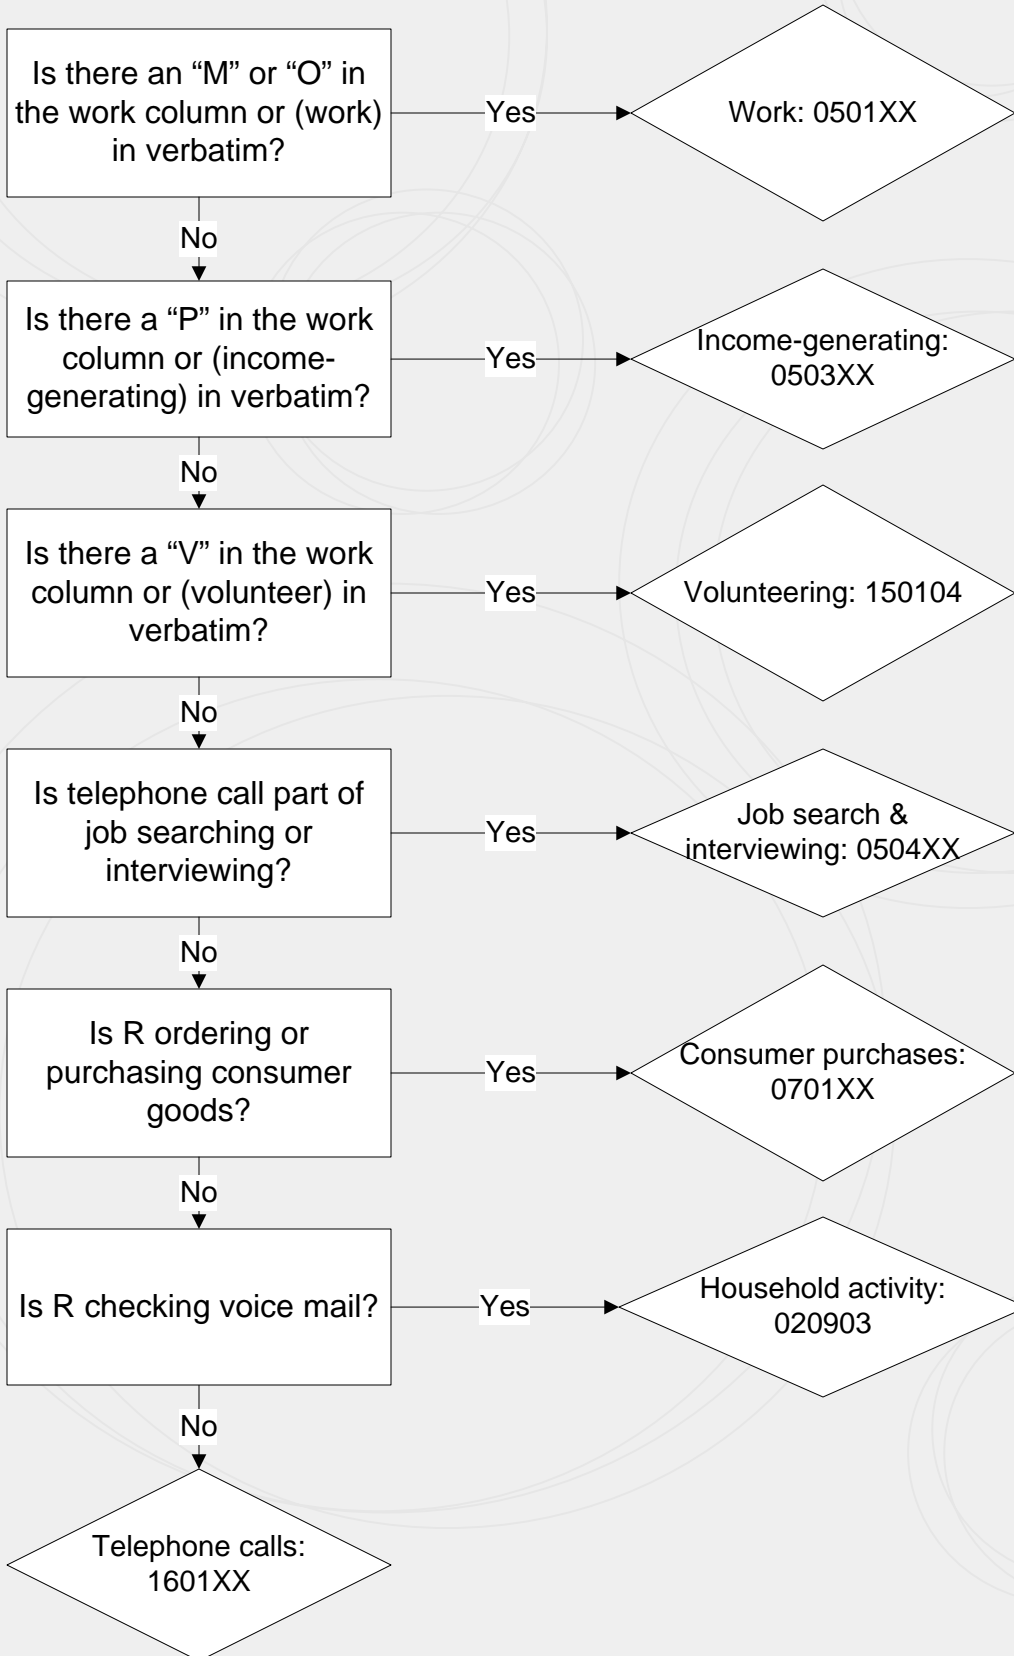 Is there an “M” or “O” in
the work column or (work)
in verbatim?
Yes
Work: 0501XX
No
Is there a “P” in the work
column or (income-
generating) in verbatim?
Yes
Income-generating:
0503XX
No
Is there a “V” in the work
column or (volunteer) in
verbatim?
Yes
Volunteering: 150104
No
Is telephone call part of
job searching or
interviewing?
Yes
Job search &
interviewing: 0504XX
No
Is R ordering or
purchasing consumer
goods?
Yes
Consumer purchases:
0701XX
No
Is R checking voice mail?
Yes
Household activity:
020903
No
Telephone calls:
1601XX